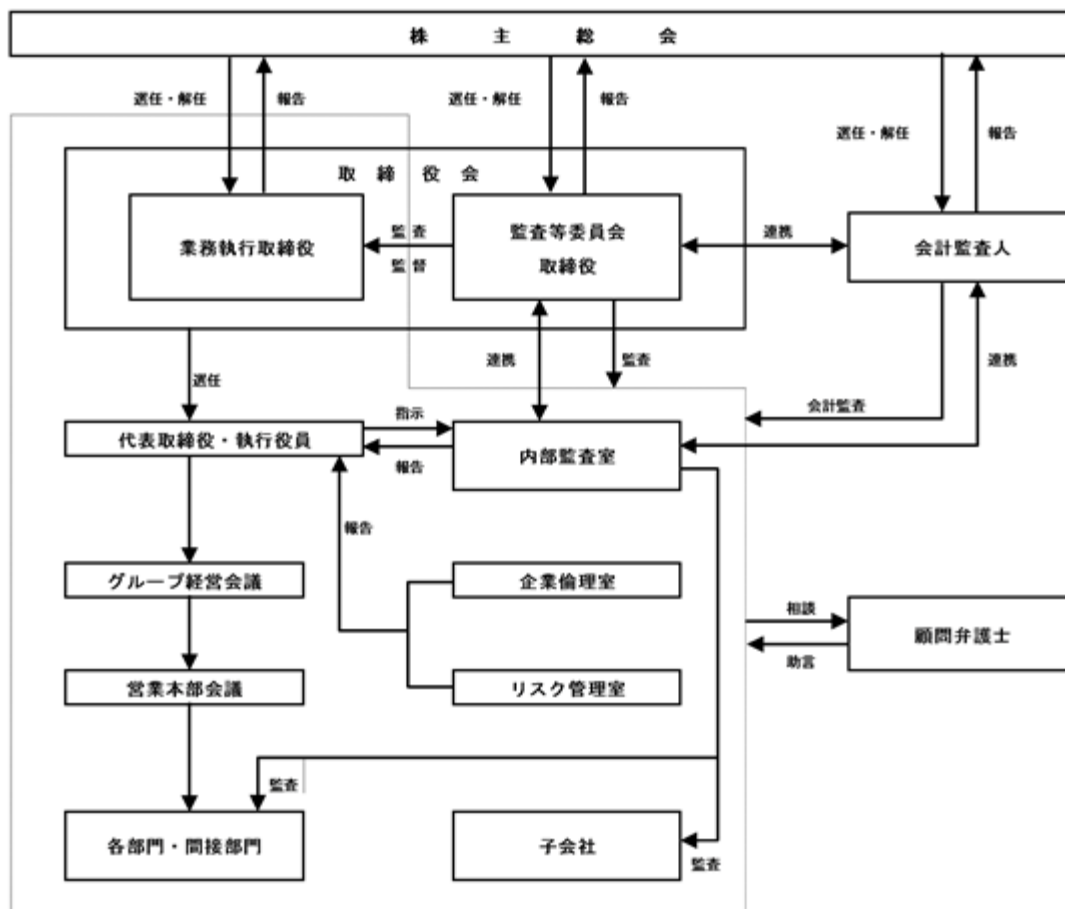 株主総会
選任・解任
報告
選任・解任
報告
選任・解任
報告
取締役会
業務執行取締役
監査
監督
監査等委員会
取締役
連携
会計監査人
選任
連携
監査
連携
会計監査
代表取締役・執行役員
指示
報告
内部監査室
報告
グループ経営会議
企業倫理室
相談
助言
顧問弁護士
営業本部会議
リスク管理室
監査
各部門・間接部門
子会社
監査